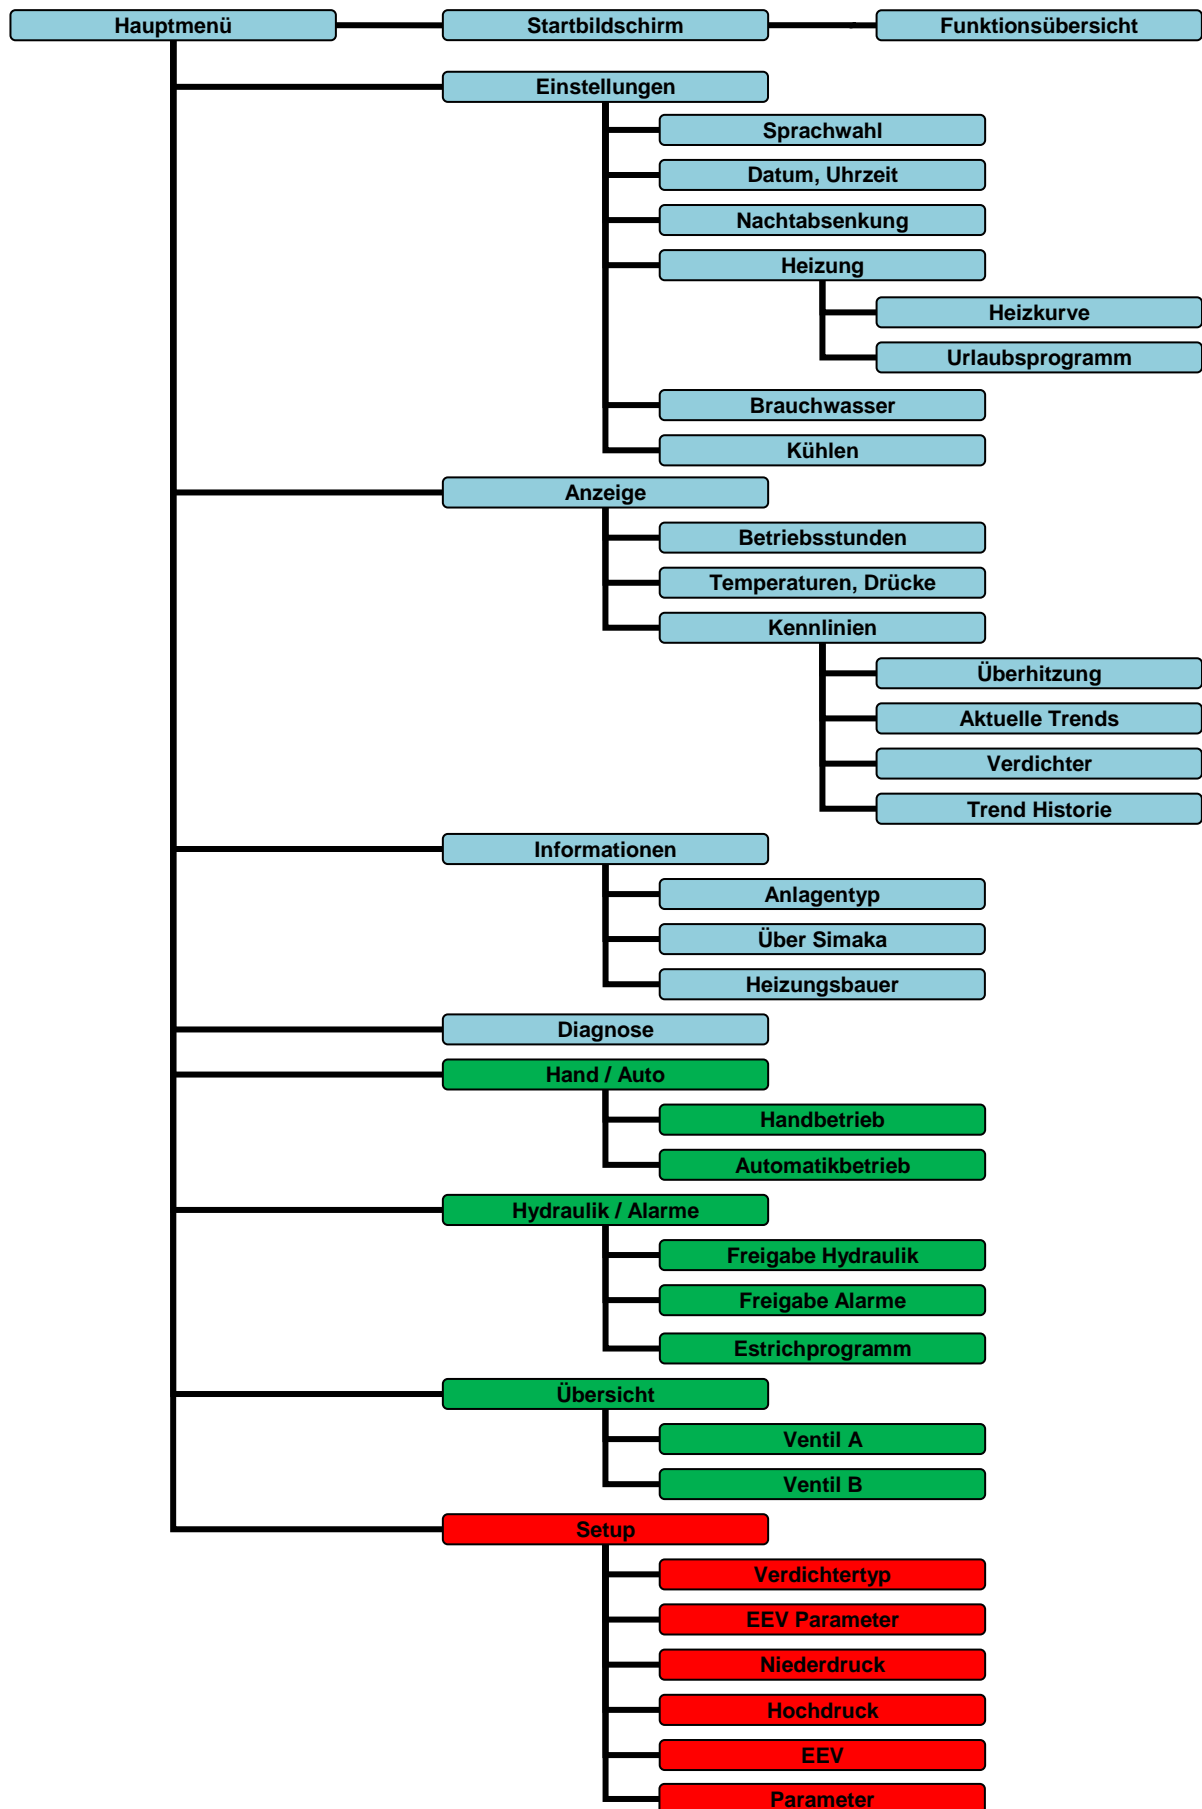 Hauptmenü
Startbildschirm
Funktionsübersicht
Einstellungen
Sprachwahl
Datum, Uhrzeit
Nachtabsenkung
Heizung
Heizkurve
Urlaubsprogramm
Brauchwasser
Kühlen
Anzeige
Betriebsstunden
Temperaturen, Drücke
Kennlinien
Überhitzung
Aktuelle Trends
Verdichter
Trend Historie
Informationen
Anlagentyp
Über Simaka
Heizungsbauer
Diagnose
Hand / Auto
Handbetrieb
Automatikbetrieb
Hydraulik / Alarme
Freigabe Hydraulik
Freigabe Alarme
Estrichprogramm
Übersicht
Ventil A
Ventil B
Setup
Verdichtertyp
EEV Parameter
Niederdruck
Hochdruck
EEV
Parameter